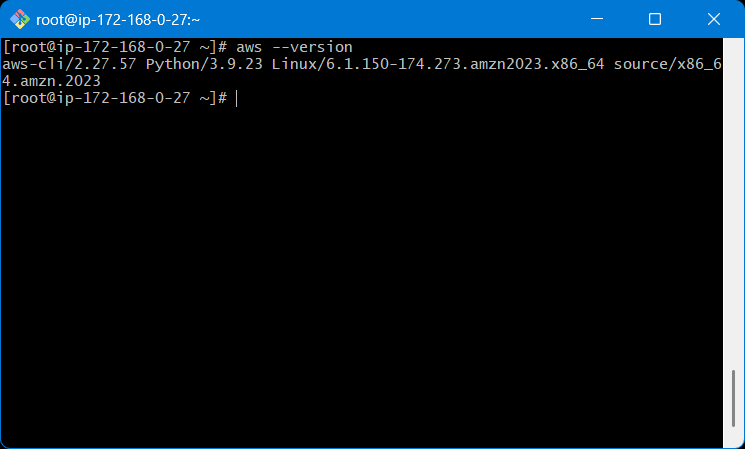 root@ip-172-168-0-27:~
[root@ip-172-168-0-27 ~]# aws --version
aws-cli/2.27.57 Python/3.9.23 Linux/6.1.150-174.273.amzn2023.x86_64 source/x86_6
4.amzn.2023
[root@ip-172-168-0-27 ~]#